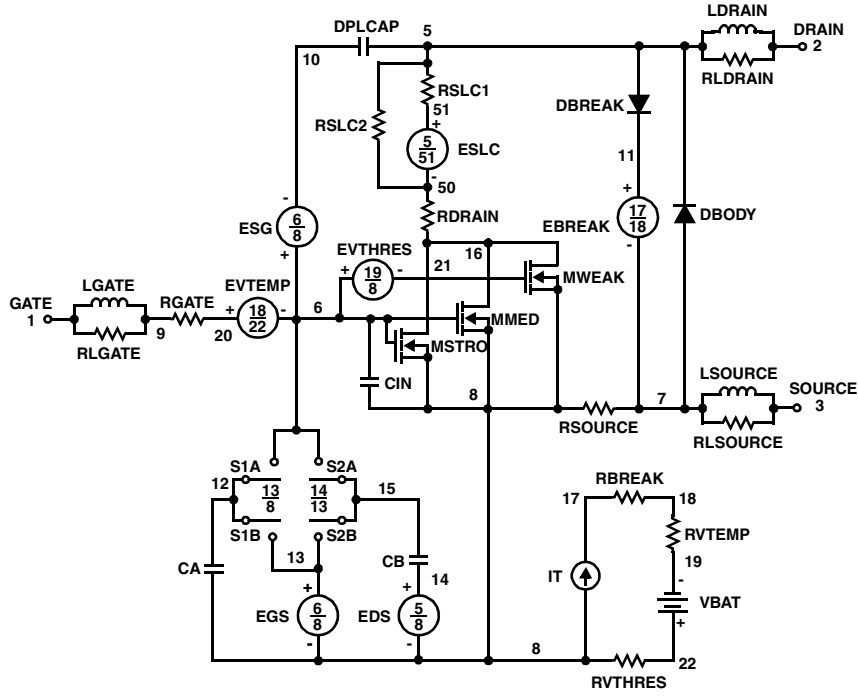 LDRAIN
DPLCAP 5 DRAIN
10 2
RLDRAIN
RSLC1
DBREAK
51
RSLC2
+
5
51
ESLC
11
-
50
-
+
17
18
6
8
ESG
RDRAIN
EBREAK
DBODY
+
-
EVTHRES
16
+ 19
8
- 21
MWEAK
LGATE
EVTEMP
GATE
1
RGATE
+ 18
22
- 6
MMED
9
20
RLGATE
MSTRO
CIN
LSOURCE
8
7
SOURCE
3
RSOURCE
RLSOURCE
S1A S2A
12
13
8
14
13
15
S1B S2B
RBREAK
17 18
RVTEMP
13
CB
CA
14
IT
19
-
+ +
VBAT
EGS 6
8
EDS 5
8
+
- -
8
22
RVTHRES